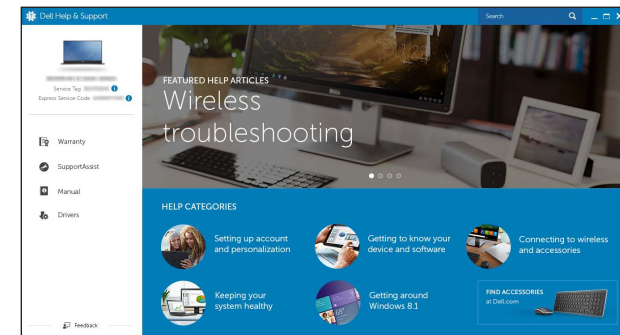 Dell Help & Support
Search
Service Tag
Express Service Code
Warranty
SupportAssist
Manual
Drivers
Feedback
FEATURED HELP ARTICLES
Wireless
troubleshooting
HELP CATEGORIES
Setting up account
and personalization
Getting to know your
device and software
Connecting to wireless
and accessories
Keeping your
system healthy
Getting around
Windows 8.1
FIND ACCESSORIES
at Dell.com